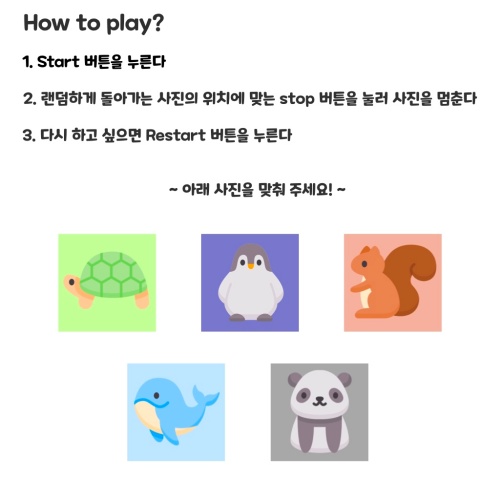 How to play?
1. Start 버튼을 누른다
2. 랜덤하게 돌아가는 사진의 위치에 맞는 stop 버튼을 눌러 사진을 멈춘다
3. 다시 하고 싶으면 Restart 버튼을 누른다
~ 아래 사진을 맞춰 주세요! ~